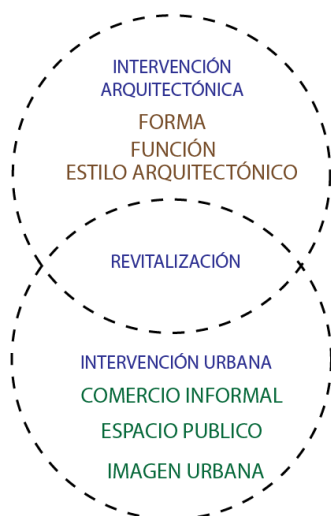 INTERVENCIÓN
ARQUITECTÓNICA
FORMA
FUNCIÓN
ESTILO ARQUITECTÓNICO
REVITALIZACIÓN
INTERVENCIÓN URBANA
COMERCIO INFORMAL
ESPACIO PUBLICO
IMAGEN URBANA